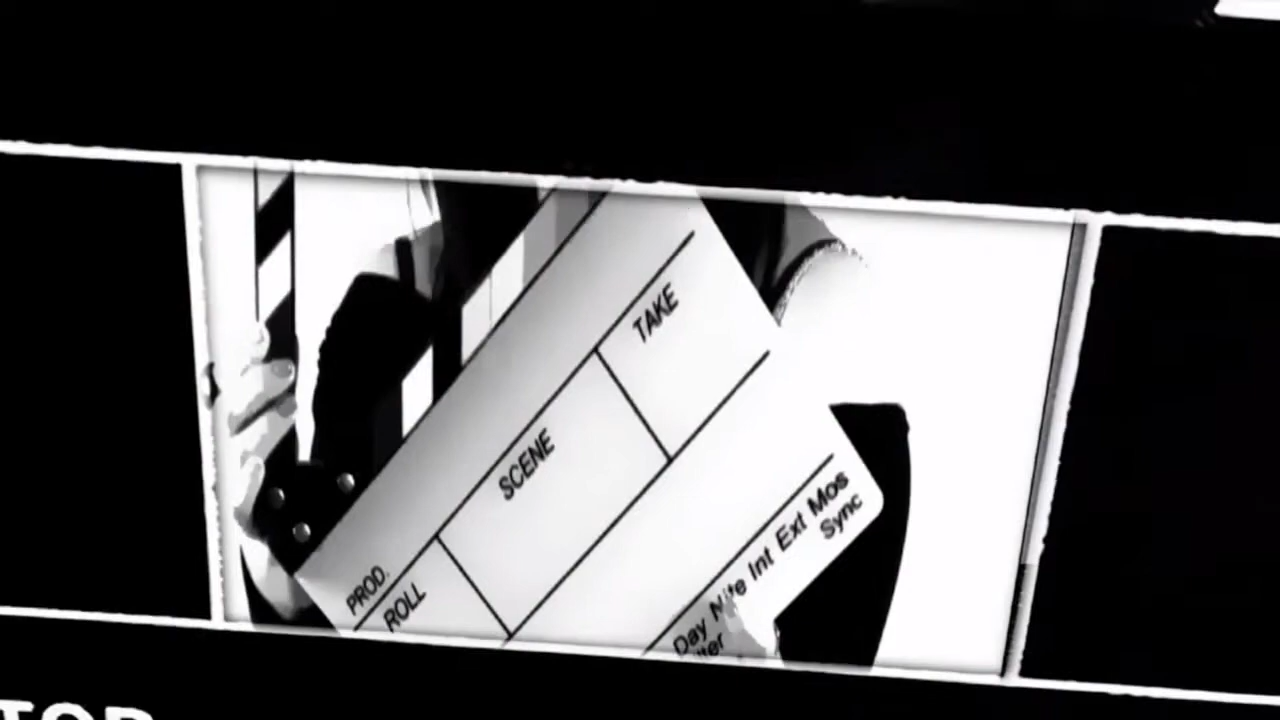 PROD.
ROLL
SCENE
TAKE
Day Nite Int Ext Mos
Sync